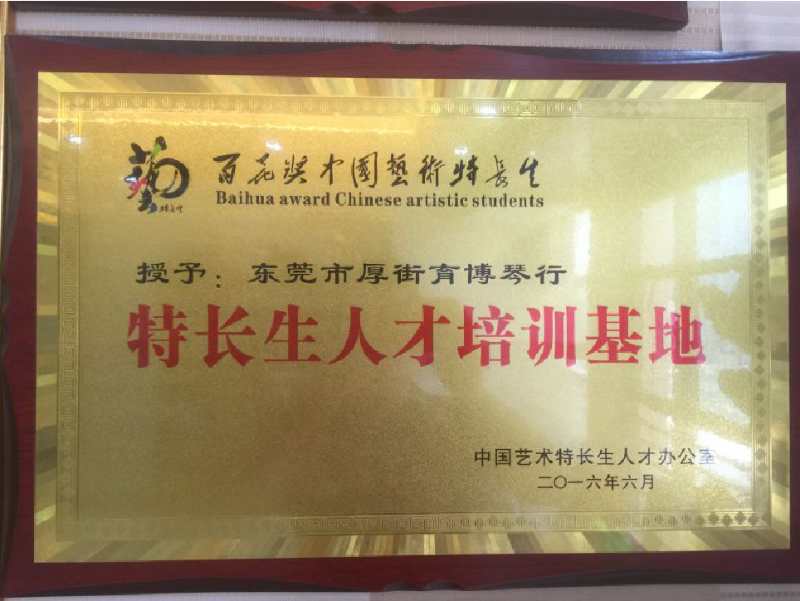 百花奖中国藝術特长生
Baihua award Chinese artistic students
授予：东莞市厚街育博琴行
特长生人才培训基地
中国艺术特长生人才办公室
二〇一六年六月